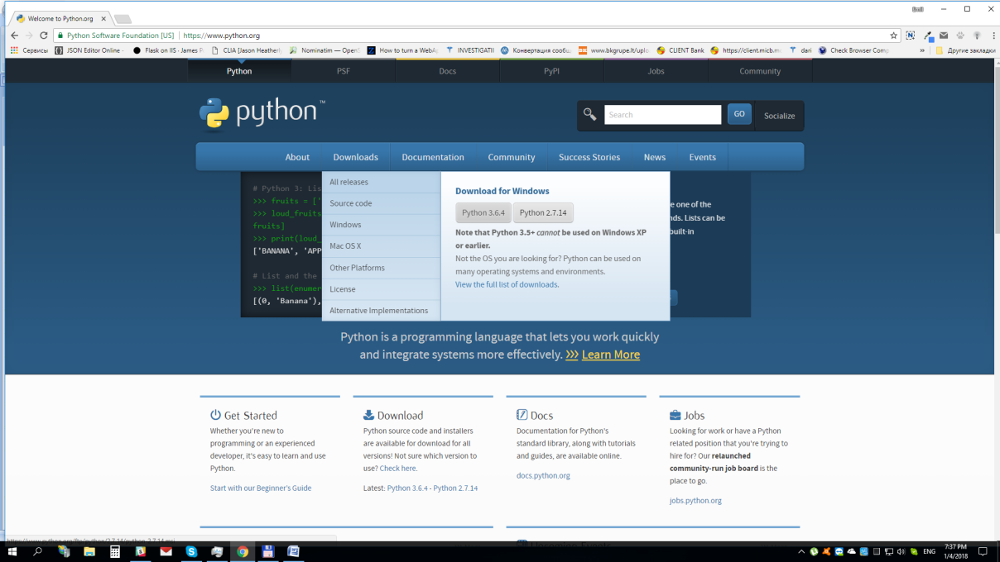 Welcome to Python.org
Python Software Foundation [US] | https://www.python.org
Сервисы JSON Editor Online - Flask on IIS - James P CLIA [Jason Heatherly Nominatim — Open How to turn a WebAp INVESTIGATII Конвертация сообщ www.bkgrupe.lt/uplo CLIENT Bank https://client.micb.m dari Check Browser Comp » Другие закладки
Python PSF Docs PyPI Jobs Community
python™
Search GO Socialize
About Downloads Documentation Community Success Stories News Events
All releases
Source code
Windows
Mac OS X
Other Platforms
License
Alternative Implementations
Download for Windows
Python 3.6.4 Python 2.7.14
Note that Python 3.5+ cannot be used on Windows XP
or earlier.
Not the OS you are looking for? Python can be used on
many operating systems and environments.
View the full list of downloads.
# Python 3: Lis
>>> fruits = ['
>>> loud_fruits
fruits]
>>> print(loud_
['BANANA', 'APP
# List and the
>>> list(enumer
[(0, 'Banana'),
e one of the
nds. Lists can be
built-in
Python is a programming language that lets you work quickly
and integrate systems more effectively. >>> Learn More
Get Started
Whether you're new to
programming or an experienced
developer, it's easy to learn and use
Python.
Start with our Beginner's Guide
Download
Python source code and installers
are available for download for all
versions! Not sure which version to
use? Check here.
Latest: Python 3.6.4 - Python 2.7.14
Docs
Documentation for Python's
standard library, along with tutorials
and guides, are available online.
docs.python.org
Jobs
Looking for work or have a Python
related position that you're trying to
hire for? Our relaunched
community-run job board is the
place to go.
jobs.python.org
https://www.python.org/ftp/python/2.7.14/python-2.7.14.msi
ENG
7:37 PM
1/4/2018